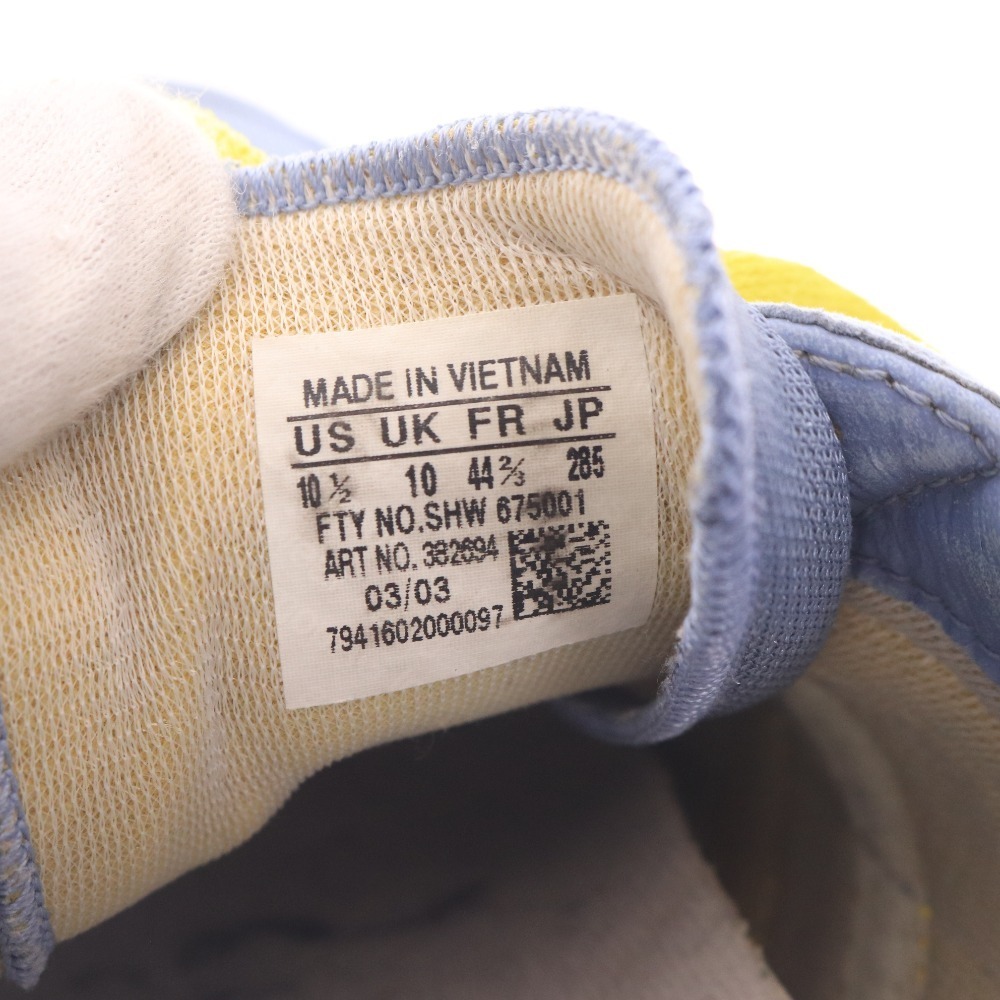 MADE IN VIETNAM
US UK FR JP
10 ½ 10 44 ⅔ 285
FTY NO.SHW 675001
ART NO. 382694
03/03
7941602000097